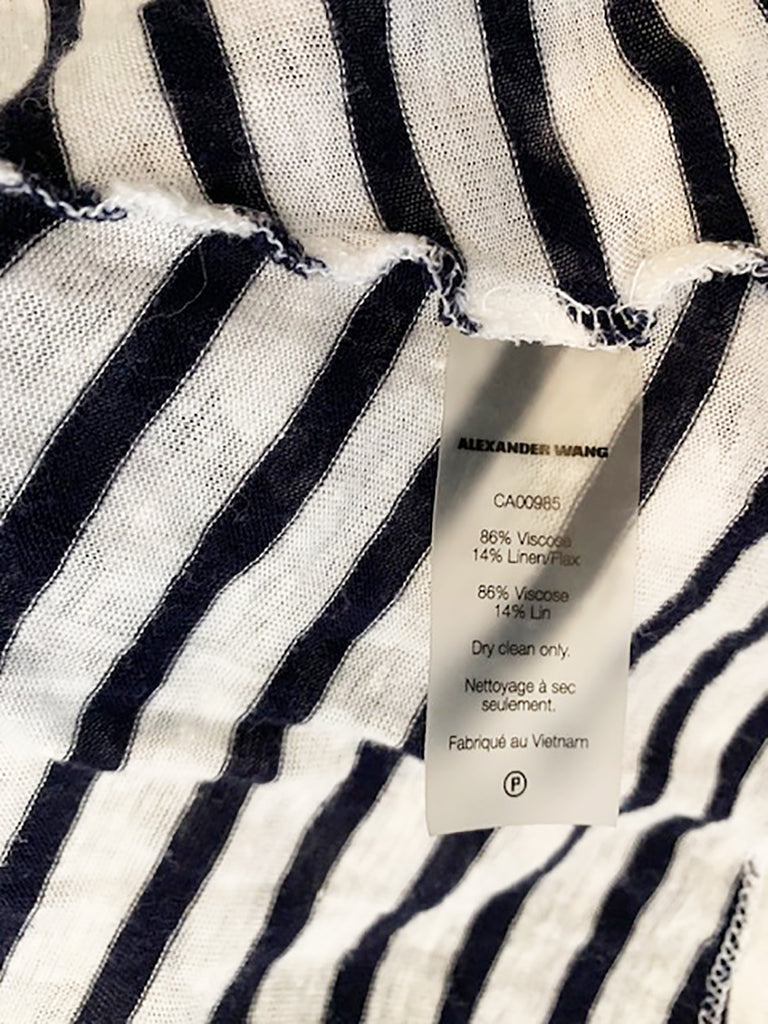 ALEXANDER WANG
CA00985
86% Viscose
14% Linen/Flax
86% Viscose
14% Lin
Dry clean only.
Nettoyage à sec
seulement.
Fabriqué au Vietnam
P